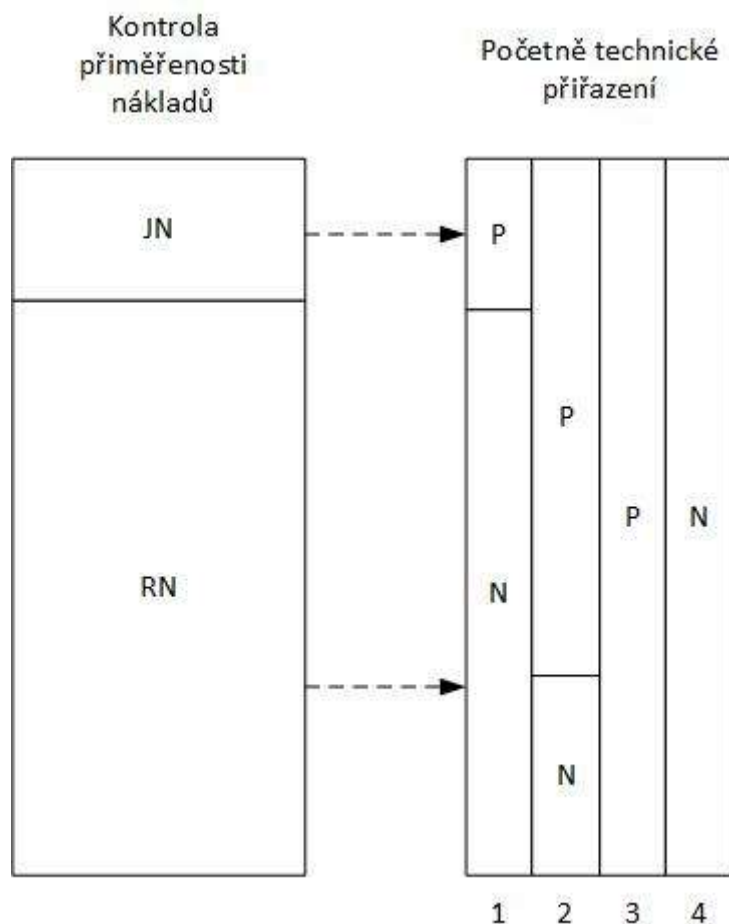 Kontrola
přiměřenosti
nákladů
Početně technické
přiřazení
JN
RN
P
N
P
N
P
N
1 2 3 4